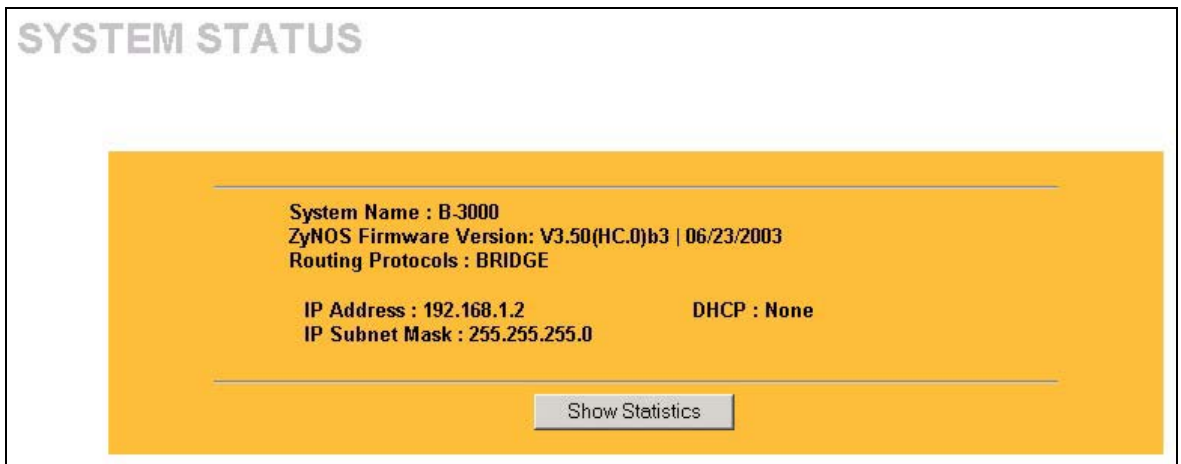 SYSTEM STATUS
System Name : B-3000
ZyNOS Firmware Version: V3.50(HC.0)b3 | 06/23/2003
Routing Protocols : BRIDGE
IP Address : 192.168.1.2 DHCP : None
IP Subnet Mask : 255.255.255.0
Show Statistics